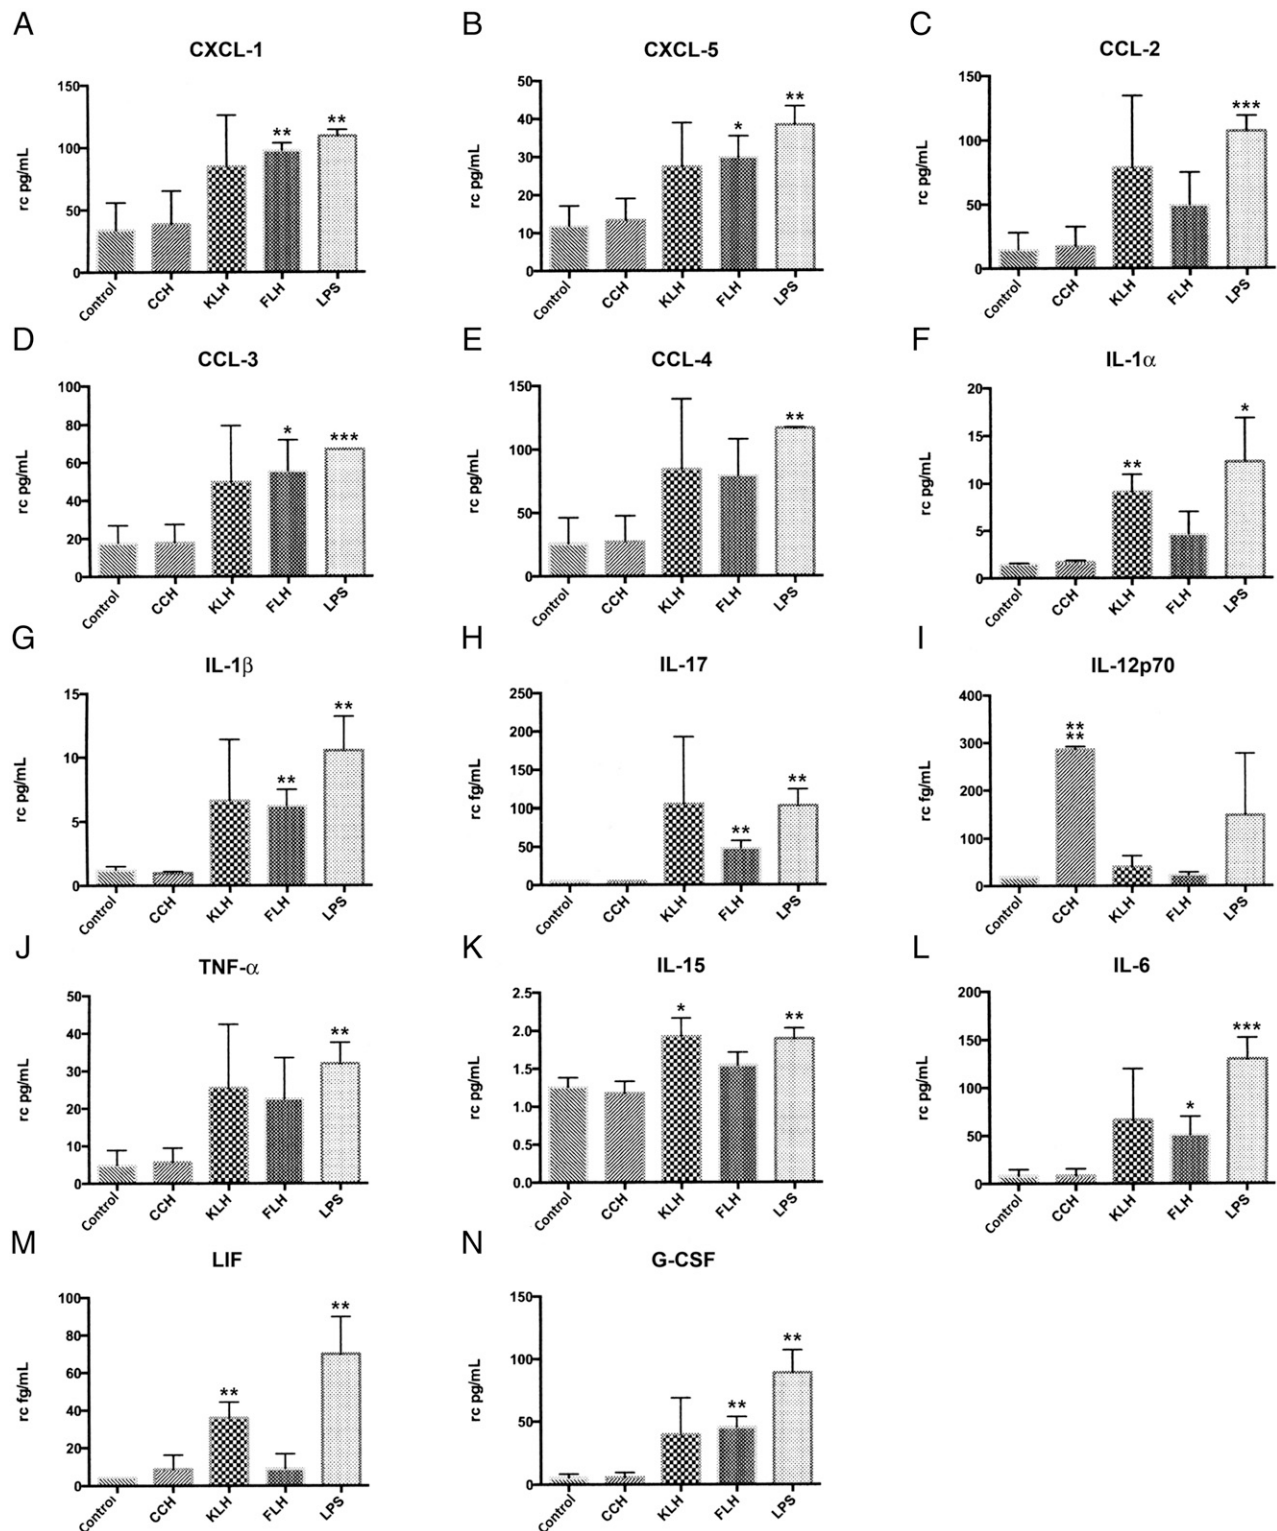 A
CXCL-1
rc pg/mL
150
100
50
0
** **
Control CCH KLH FLH LPS
B
CXCL-5
rc pg/mL
50
40
30
20
10
0
* **
Control CCH KLH FLH LPS
C
CCL-2
rc pg/mL
150
100
50
0
***
Control CCH KLH FLH LPS
D
CCL-3
rc pg/mL
100
80
60
40
20
0
* ***
Control CCH KLH FLH LPS
E
CCL-4
rc pg/mL
150
100
50
0
**
Control CCH KLH FLH LPS
F
IL-1α
rc pg/mL
20
15
10
5
0
** *
Control CCH KLH FLH LPS
G
IL-1β
rc pg/mL
15
10
5
0
** **
Control CCH KLH FLH LPS
H
IL-17
rc fg/mL
250
200
150
100
50
0
** **
Control CCH KLH FLH LPS
I
IL-12p70
rc fg/mL
400
300
200
100
0
**
**
Control CCH KLH FLH LPS
J
TNF-α
rc pg/mL
50
40
30
20
10
0
**
Control CCH KLH FLH LPS
K
IL-15
rc pg/mL
2.5
2.0
1.5
1.0
0.5
0.0
* **
Control CCH KLH FLH LPS
L
IL-6
rc pg/mL
200
150
100
50
0
* ***
Control CCH KLH FLH LPS
M
LIF
rc fg/mL
100
80
60
40
20
0
** **
Control CCH KLH FLH LPS
N
G-CSF
rc pg/mL
150
100
50
0
** **
Control CCH KLH FLH LPS